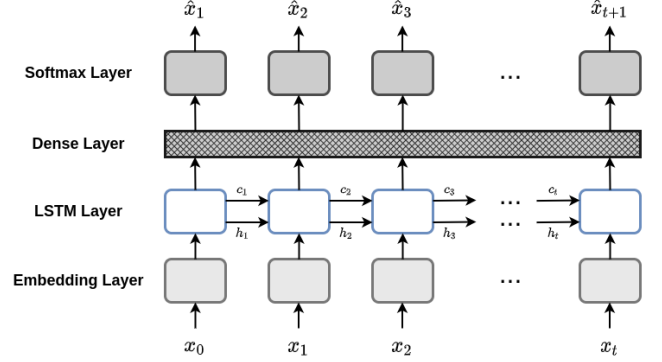 x̂₁ x̂₂ x̂₃ x̂ₜ₊₁
Softmax Layer ...
Dense Layer
c₁ c₂ c₃ cₜ
LSTM Layer ... ...
h₁ h₂ h₃ hₜ
Embedding Layer ...
x₀ x₁ x₂ xₜ